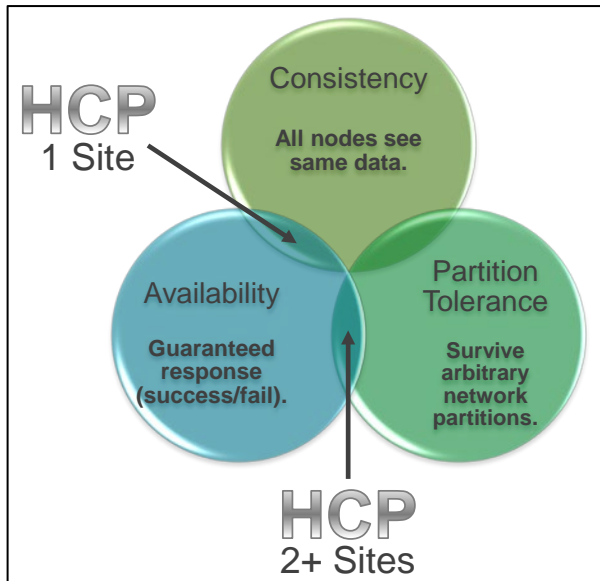 Consistency
All nodes see
same data.
HCP
1 Site
Availability
Guaranteed
response
(success/fail).
Partition
Tolerance
Survive
arbitrary
network
partitions.
HCP
2+ Sites